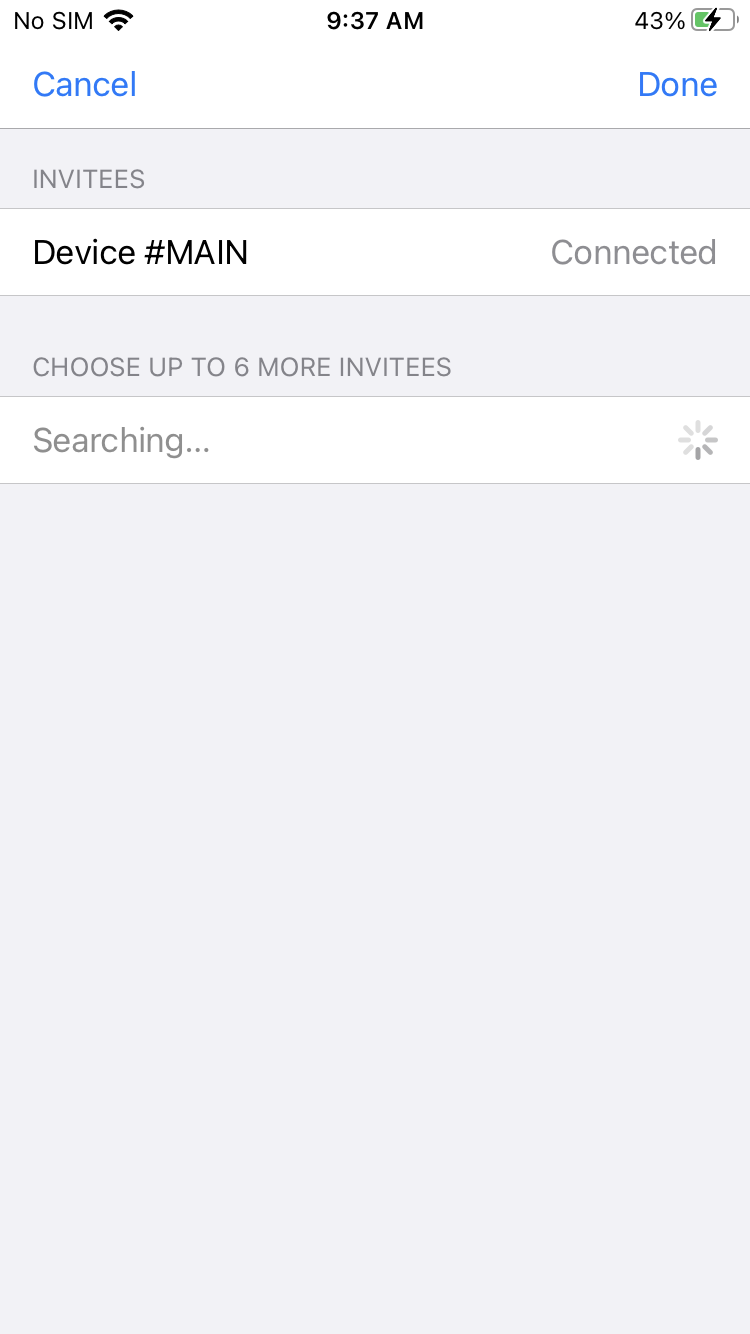 No SIM 9:37 AM 43%
Cancel Done
INVITEES
Device #MAIN Connected
CHOOSE UP TO 6 MORE INVITEES
Searching...